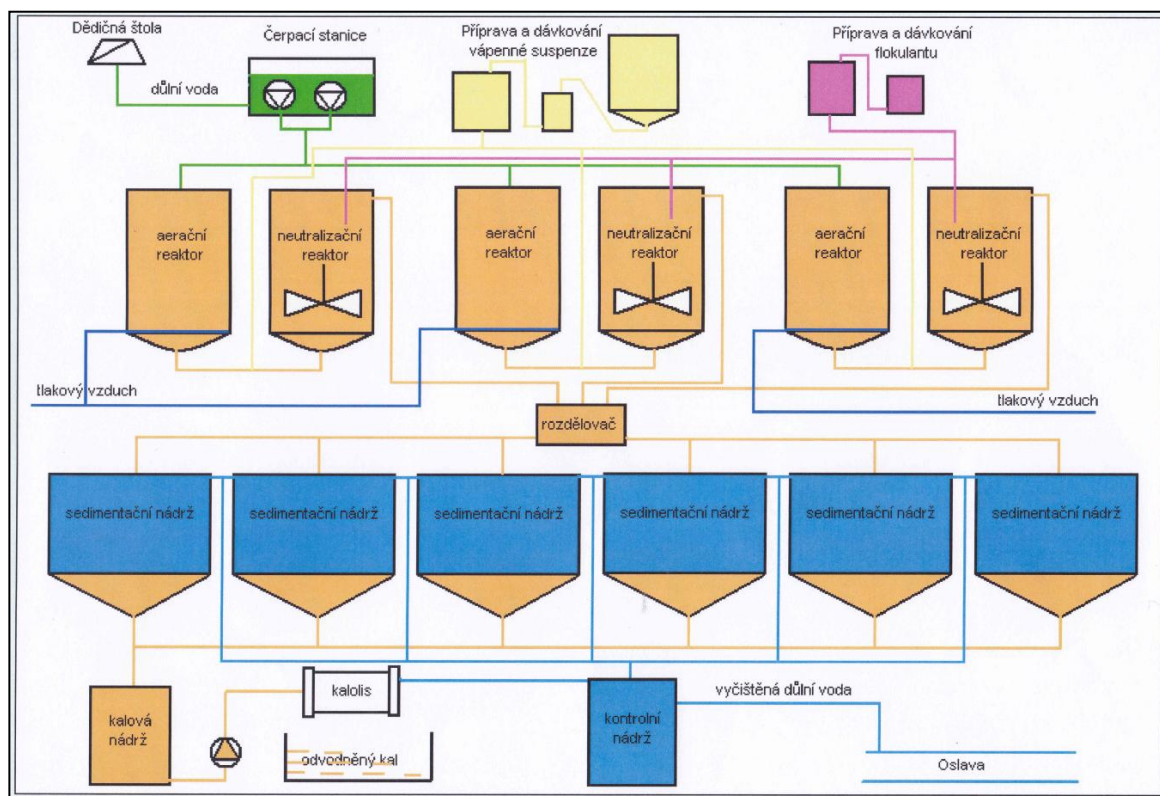 Dědičná štola
Čerpací stanice
Příprava a dávkování
vápenné suspenze
Příprava a dávkování
flokulantu
důlní voda
aerační
reaktor
neutralizační
reaktor
aerační
reaktor
neutralizační
reaktor
aerační
reaktor
neutralizační
reaktor
tlakový vzduch
tlakový vzduch
rozdělovač
sedimentační nádrž
sedimentační nádrž
sedimentační nádrž
sedimentační nádrž
sedimentační nádrž
sedimentační nádrž
kalová
nádrž
kalolis
odvodněný kal
kontrolní
nádrž
vyčištěná důlní voda
Oslava